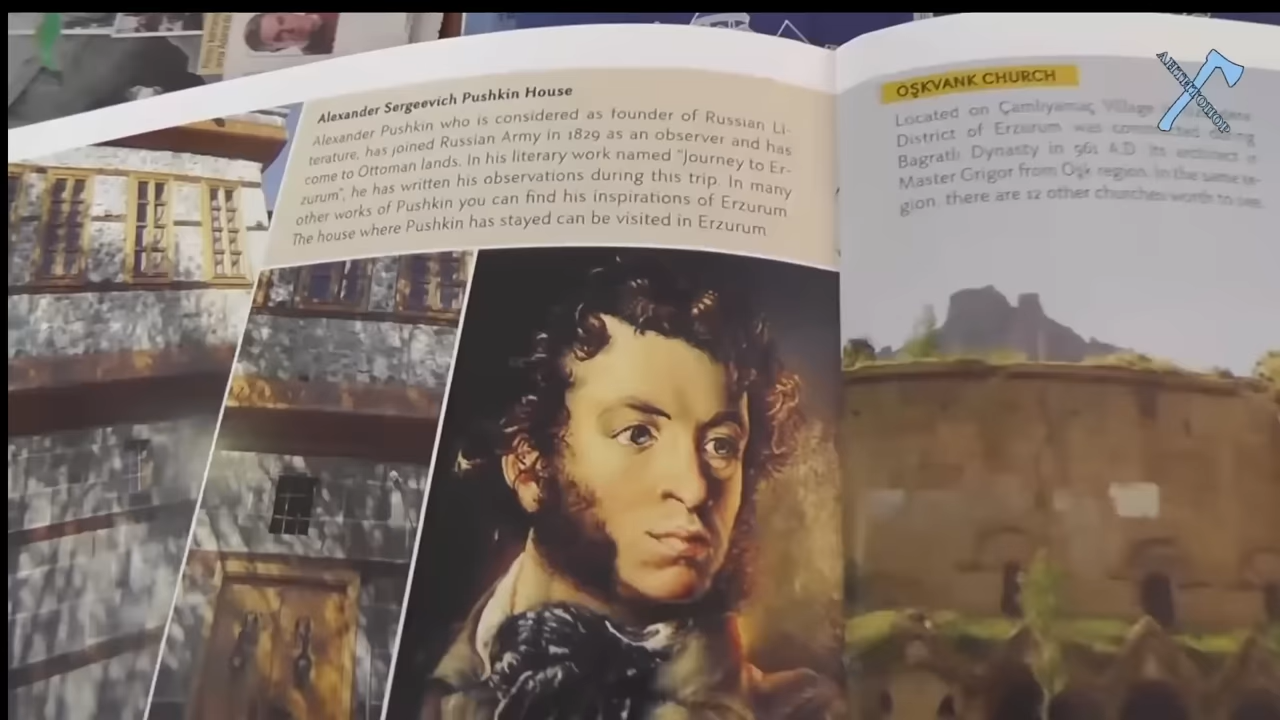 Alexander Sergeevich Pushkin House
Alexander Pushkin who is considered as founder of Russian Li-
terature, has joined Russian Army in 1829 as an observer and has
come to Ottoman lands. In his literary work named "Journey to Er-
zurum", he has written his observations during this trip. In many
other works of Pushkin you can find his inspirations of Erzurum
The house where Pushkin has stayed can be visited in Erzurum
OŞKVANK CHURCH
Located on Çamlıyamaç Village
District of Erzurum was constructed during
Bagratlı Dynasty in 961 A.D. Its architect is
Master Grigor from Oşk region. In the same re-
gion, there are 12 other churches worth to see.
АНТИТОПОР